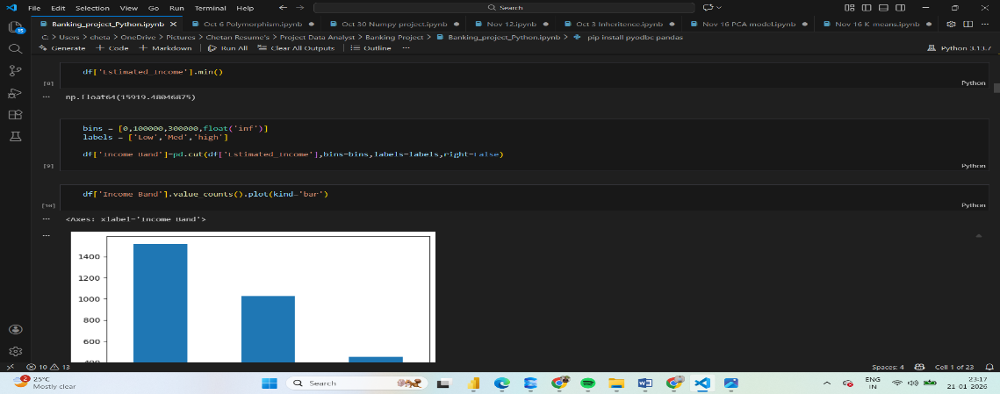 File Edit Selection View Go Run Terminal Help
Search
Banking_project_Python.ipynb
Oct 6 Polymorphism.ipynb
Oct 30 Numpy project.ipynb
Nov 12.ipynb
Oct 3 Inheritence.ipynb
Nov 16 PCA model.ipynb
Nov 16 K means.ipynb
15
C: > Users > cheta > OneDrive > Pictures > Chetan Resume's > Project Data Analyst > Banking Project > Banking_project_Python.ipynb > pip install pyodbc pandas
Generate + Code + Markdown Run All Clear All Outputs Outline ...
Python 3.13.7
df['Estimated_Income'].min()
[8]
Python
... np.float64(15919.48046875)
bins = [0,100000,300000,float('inf')]
labels = ['Low','Med','high']
df['Income Band']=pd.cut(df['Estimated_Income'],bins=bins,labels=labels,right=False)
[9]
Python
df['Income Band'].value_counts().plot(kind='bar')
[10]
Python
... <Axes: xlabel='Income Band'>
...
1400
1200
1000
800
600
400
10 13
Spaces: 4
Cell 1 of 23
2
25°C
Mostly clear
Search
ENG
IN
23:17
21-01-2026